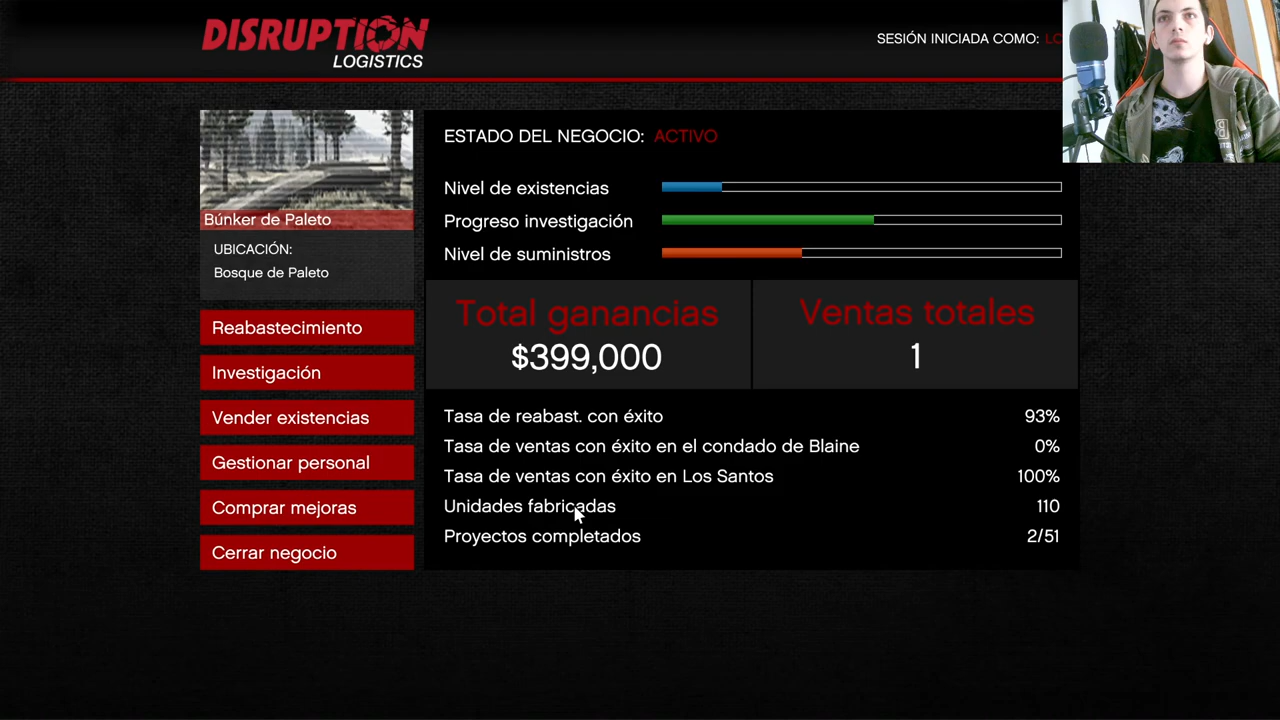 DISRUPTION
LOGISTICS
SESIÓN INICIADA COMO: LO
Búnker de Paleto
UBICACIÓN:
Bosque de Paleto
Reabastecimiento
Investigación
Vender existencias
Gestionar personal
Comprar mejoras
Cerrar negocio
ESTADO DEL NEGOCIO: ACTIVO
Nivel de existencias
Progreso investigación
Nivel de suministros
Total ganancias
$399,000
Ventas totales
1
Tasa de reabast. con éxito 93%
Tasa de ventas con éxito en el condado de Blaine 0%
Tasa de ventas con éxito en Los Santos 100%
Unidades fabricadas 110
Proyectos completados 2/51